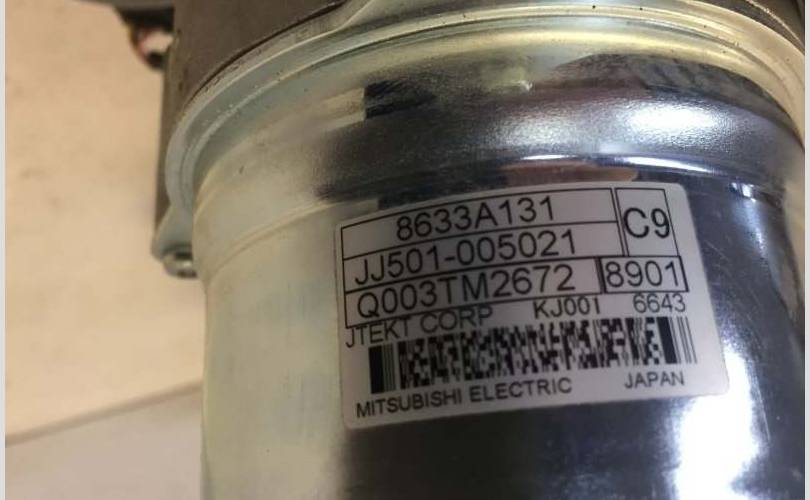 8633A131 C9
JJ501-005021
Q003TM2672 8901
JTEKT CORP KJ001 6643
MITSUBISHI ELECTRIC JAPAN